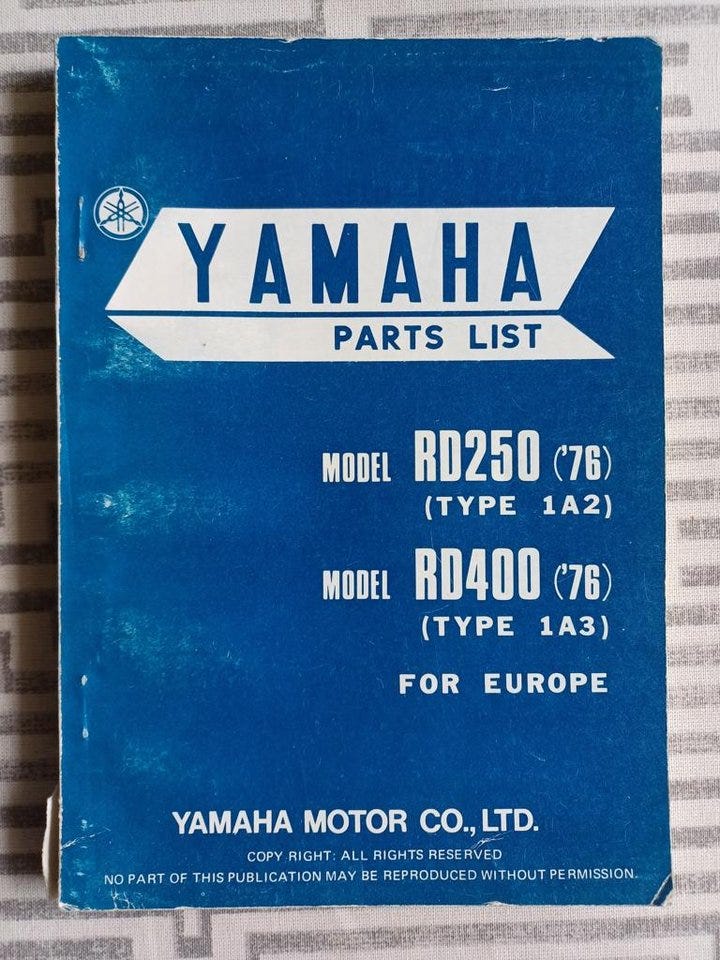 YAMAHA
PARTS LIST
MODEL RD250 ('76)
(TYPE 1A2)
MODEL RD400 ('76)
(TYPE 1A3)
FOR EUROPE
YAMAHA MOTOR CO., LTD.
COPY RIGHT: ALL RIGHTS RESERVED
NO PART OF THIS PUBLICATION MAY BE REPRODUCED WITHOUT PERMISSION.